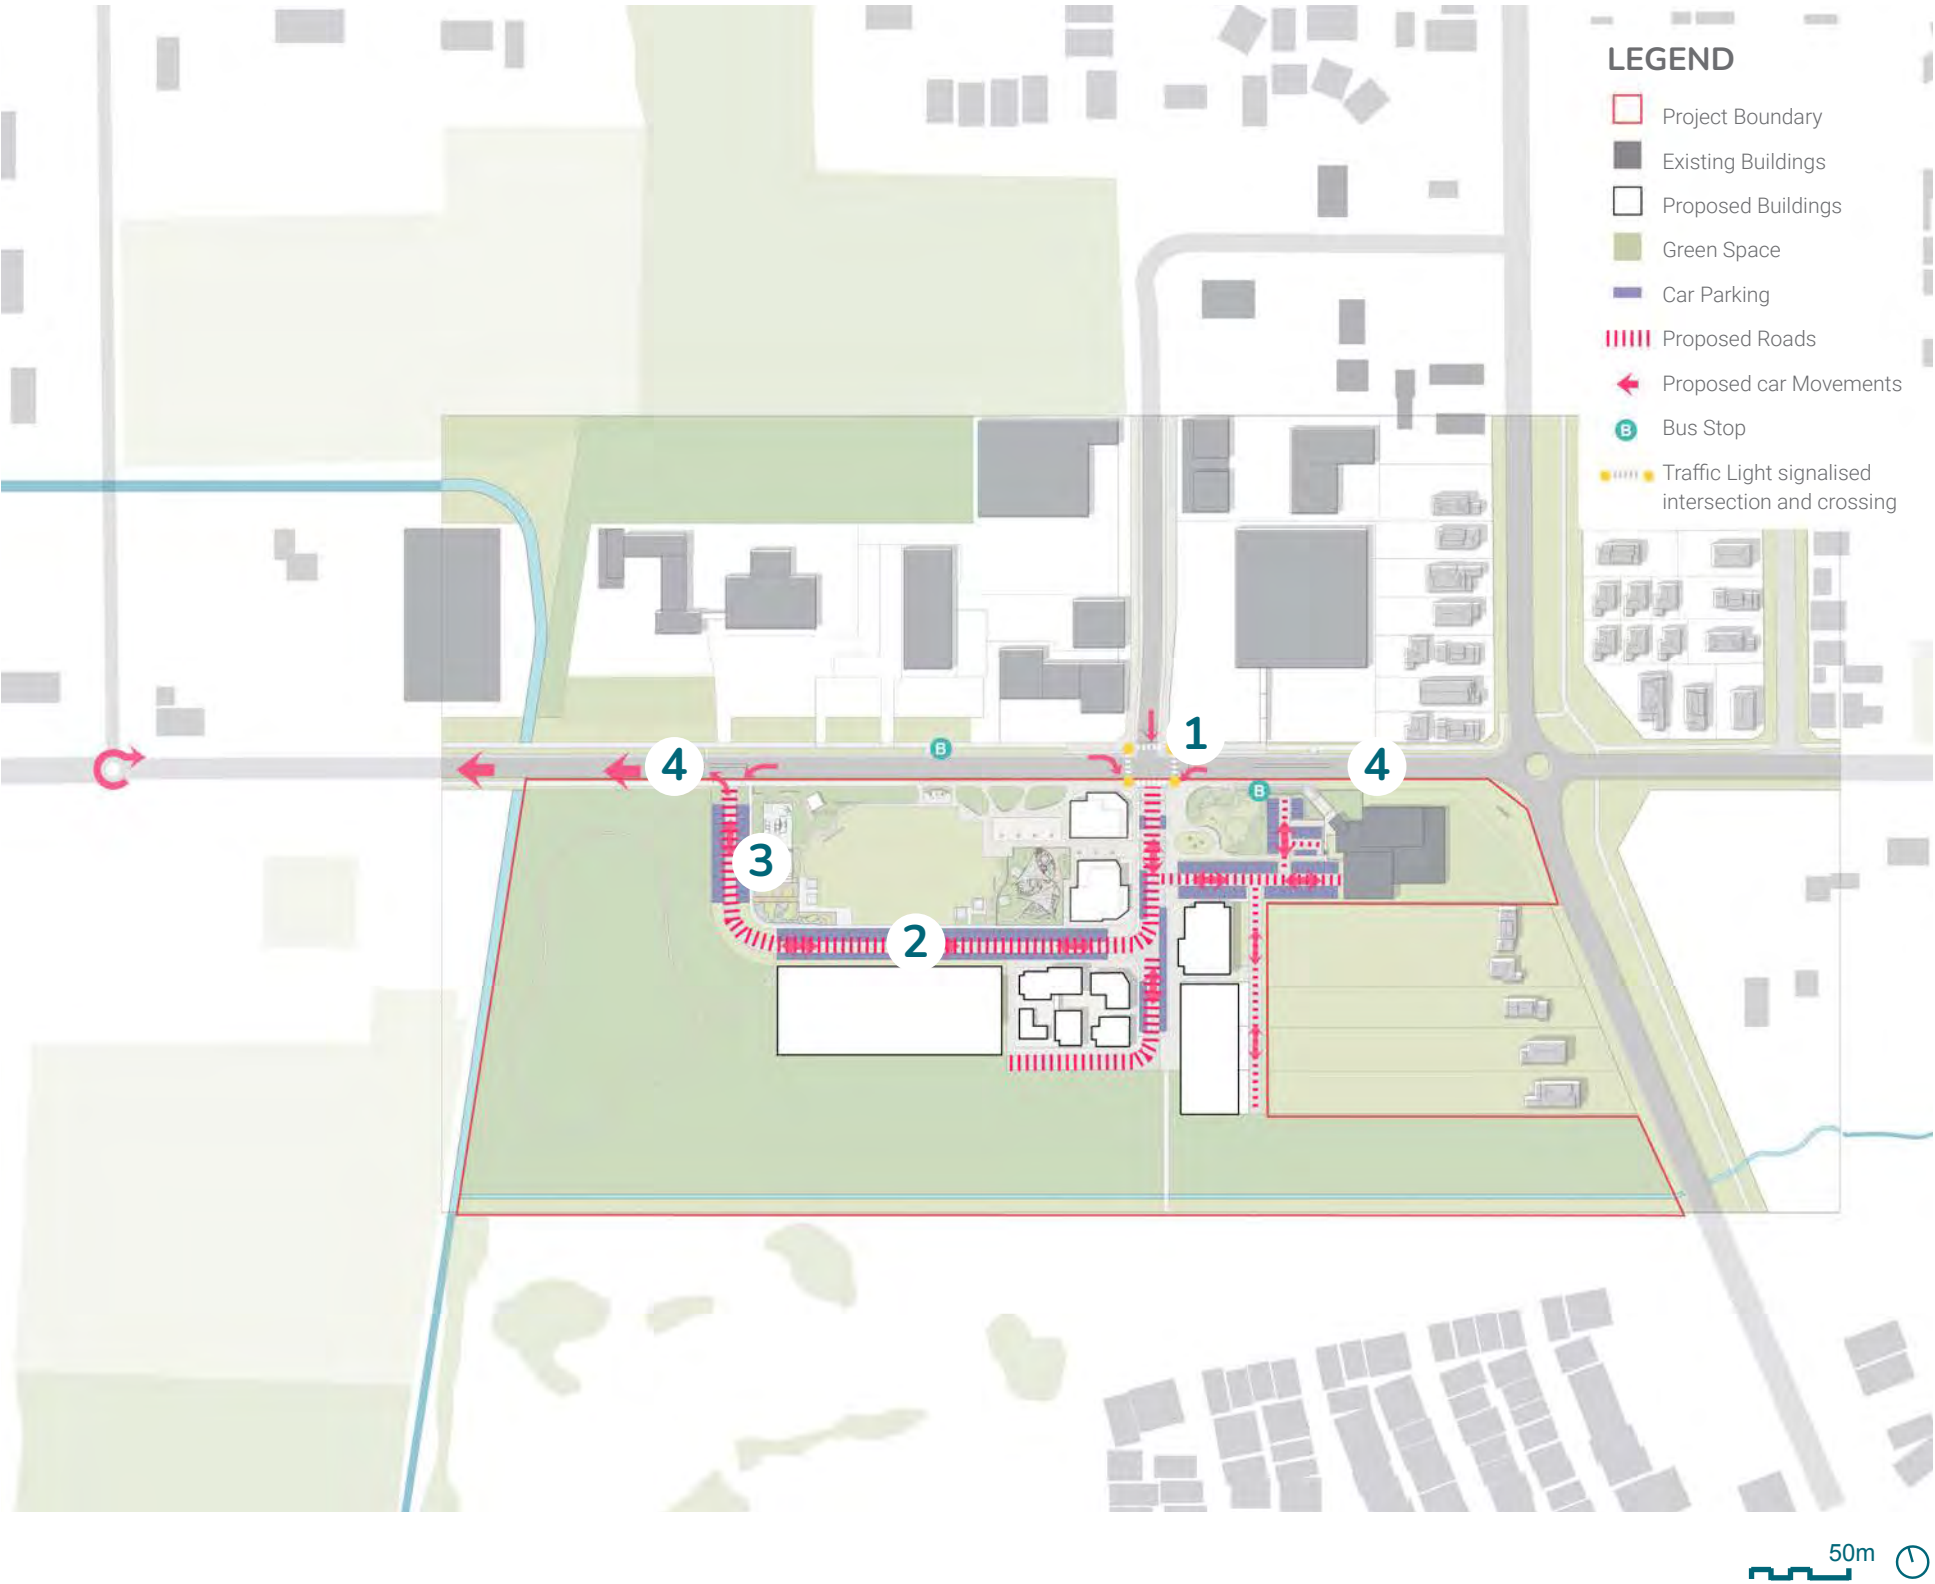 LEGEND
Project Boundary
Existing Buildings
Proposed Buildings
Green Space
Car Parking
Proposed Roads
Proposed car Movements
B Bus Stop
Traffic Light signalised
intersection and crossing
1
B
4
4
B
3
2
50m